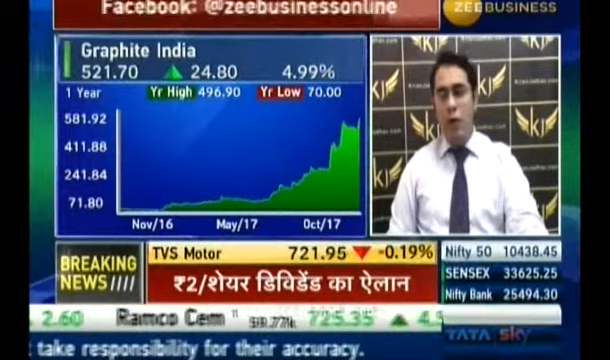 Facebook: @zeebusinessonline
ZEEBUSINESS
Graphite India
521.70 ▲ 24.80 4.99%
1 Year Yr High 496.90 Yr Low 70.00
581.92
411.88
241.84
71.80
Nov/16 May/17 Oct/17
KJ
BREAKING NEWS ////
TVS Motor 721.95 ▼ -0.19%
₹2/शेयर डिविडेंड का ऐलान
Nifty 50 10438.45
SENSEX 33625.25
Nifty Bank 25494.30
2.60 Ramco Cem 725.35 ▲
TATA sky
take responsibility for their accuracy.